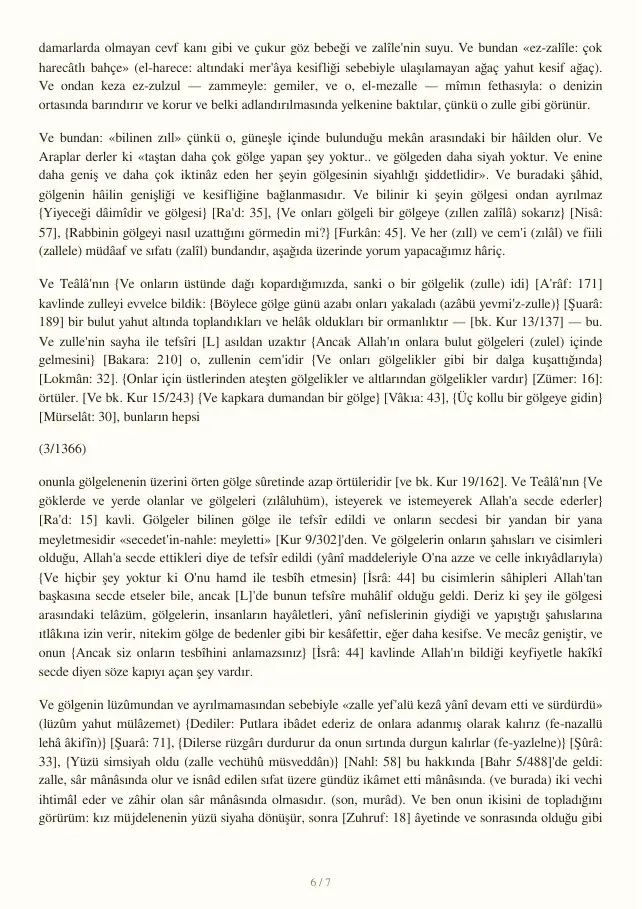 damarlarda olmayan cevf kanı gibi ve çukur göz bebeği ve zalîle'nin suyu. Ve bundan «ez-zalîle: çok
harecâtlı bahçe» (el-harece: altındaki mer'âya kesifliği sebebiyle ulaşılamayan ağaç yahut kesif ağaç).
Ve ondan keza ez-zulzul — zammeyle: gemiler, ve o, el-mezalle — mîmın fethasıyla: o denizin
ortasında barındırır ve korur ve belki adlandırılmasında yelkenine baktılar, çünkü o zulle gibi görünür.
Ve bundan: «bilinen zıll» çünkü o, güneşle içinde bulunduğu mekân arasındaki bir hâilden olur. Ve
Araplar derler ki «taştan daha çok gölge yapan şey yoktur.. ve gölgeden daha siyah yoktur. Ve enine
daha geniş ve daha çok iktinâz eden her şeyin gölgesinin siyahlığı şiddetlidir». Ve buradaki şâhid,
gölgenin hâilin genişliği ve kesifliğine bağlanmasıdır. Ve bilinir ki şeyin gölgesi ondan ayrılmaz
{Yiyeceği dâimîdir ve gölgesi} [Ra'd: 35], {Ve onları gölgeli bir gölgeye (zıllen zalîlâ) sokarız} [Nisâ:
57], {Rabbinin gölgeyi nasıl uzattığını görmedin mi?} [Furkân: 45]. Ve her (zıll) ve cem'i (zılâl) ve fiili
(zallele) müdâaf ve sıfatı (zalîl) bundandır, aşağıda üzerinde yorum yapacağımız hâriç.
Ve Teâlâ'nın {Ve onların üstünde dağı kopardığımızda, sanki o bir gölgelik (zulle) idi} [A'râf: 171]
kavlinde zulleyi evvelce bildik: {Böylece gölge günü azabı onları yakaladı (azâbü yevmi'z-zulle)} [Şuarâ:
189] bir bulut yahut altında toplandıkları ve helâk oldukları bir ormanlıktır — [bk. Kur 13/137] — bu.
Ve zulle'nin sayha ile tefsîri [L] asıldan uzaktır {Ancak Allah'ın onlara bulut gölgeleri (zulel) içinde
gelmesini} [Bakara: 210] o, zullenin cem'idir {Ve onları gölgelikler gibi bir dalga kuşattığında}
[Lokmân: 32]. {Onlar için üstlerinden ateşten gölgelikler ve altlarından gölgelikler vardır} [Zümer: 16]:
örtüler. [Ve bk. Kur 15/243} {Ve kapkara dumandan bir gölge} [Vâkıa: 43], {Üç kollu bir gölgeye gidin}
[Mürselât: 30], bunların hepsi
(3/1366)
onunla gölgelenenin üzerini örten gölge sûretinde azap örtüleridir [ve bk. Kur 19/162]. Ve Teâlâ'nın {Ve
göklerde ve yerde olanlar ve gölgeleri (zılâluhüm), isteyerek ve istemeyerek Allah'a secde ederler}
[Ra'd: 15] kavli. Gölgeler bilinen gölge ile tefsîr edildi ve onların secdesi bir yandan bir yana
meyletmesidir «secedet'in-nahle: meyletti» [Kur 9/302]'den. Ve gölgelerin onların şahısları ve cisimleri
olduğu, Allah'a secde ettikleri diye de tefsîr edildi (yânî maddeleriyle O'na azze ve celle inkıyâdlarıyla)
{Ve hiçbir şey yoktur ki O'nu hamd ile tesbîh etmesin} [İsrâ: 44] bu cisimlerin sâhipleri Allah'tan
başkasına secde etseler bile, ancak [L]'de bunun tefsîre muhâlif olduğu geldi. Deriz ki şey ile gölgesi
arasındaki telâzüm, gölgelerin, insanların hayâletleri, yânî nefislerinin giydiği ve yapıştığı şahıslarına
ıtlâkına izin verir, nitekim gölge de bedenler gibi bir kesâfettir, eğer daha kesifse. Ve mecâz geniştir, ve
onun {Ancak siz onların tesbîhini anlamazsınız} [İsrâ: 44] kavlinde Allah'ın bildiği keyfiyetle hakîkî
secde diyen söze kapıyı açan şey vardır.
Ve gölgenin lüzûmundan ve ayrılmamasından sebebiyle «zalle yef'alü kezâ yânî devam etti ve sürdürdü»
(lüzûm yahut mülâzemet) {Dediler: Putlara ibâdet ederiz de onlara adanmış olarak kalırız (fe-nazallü
lehâ âkifîn)} [Şuarâ: 71], {Dilerse rüzgârı durdurur da onun sırtında durgun kalırlar (fe-yazlelne)} [Şûrâ:
33], {Yüzü simsiyah oldu (zalle vechühû müsveddân)} [Nahl: 58] bu hakkında [Bahr 5/488]'de geldi:
zalle, sâr mânâsında olur ve isnâd edilen sıfat üzere gündüz ikâmet etti mânâsında. (ve burada) iki vechi
ihtimâl eder ve zâhir olan sâr mânâsında olmasıdır. (son, murâd). Ve ben onun ikisini de topladığını
görürüm: kız müjdelenenin yüzü siyaha dönüşür, sonra [Zuhruf: 18] âyetinde ve sonrasında olduğu gibi
6 / 7